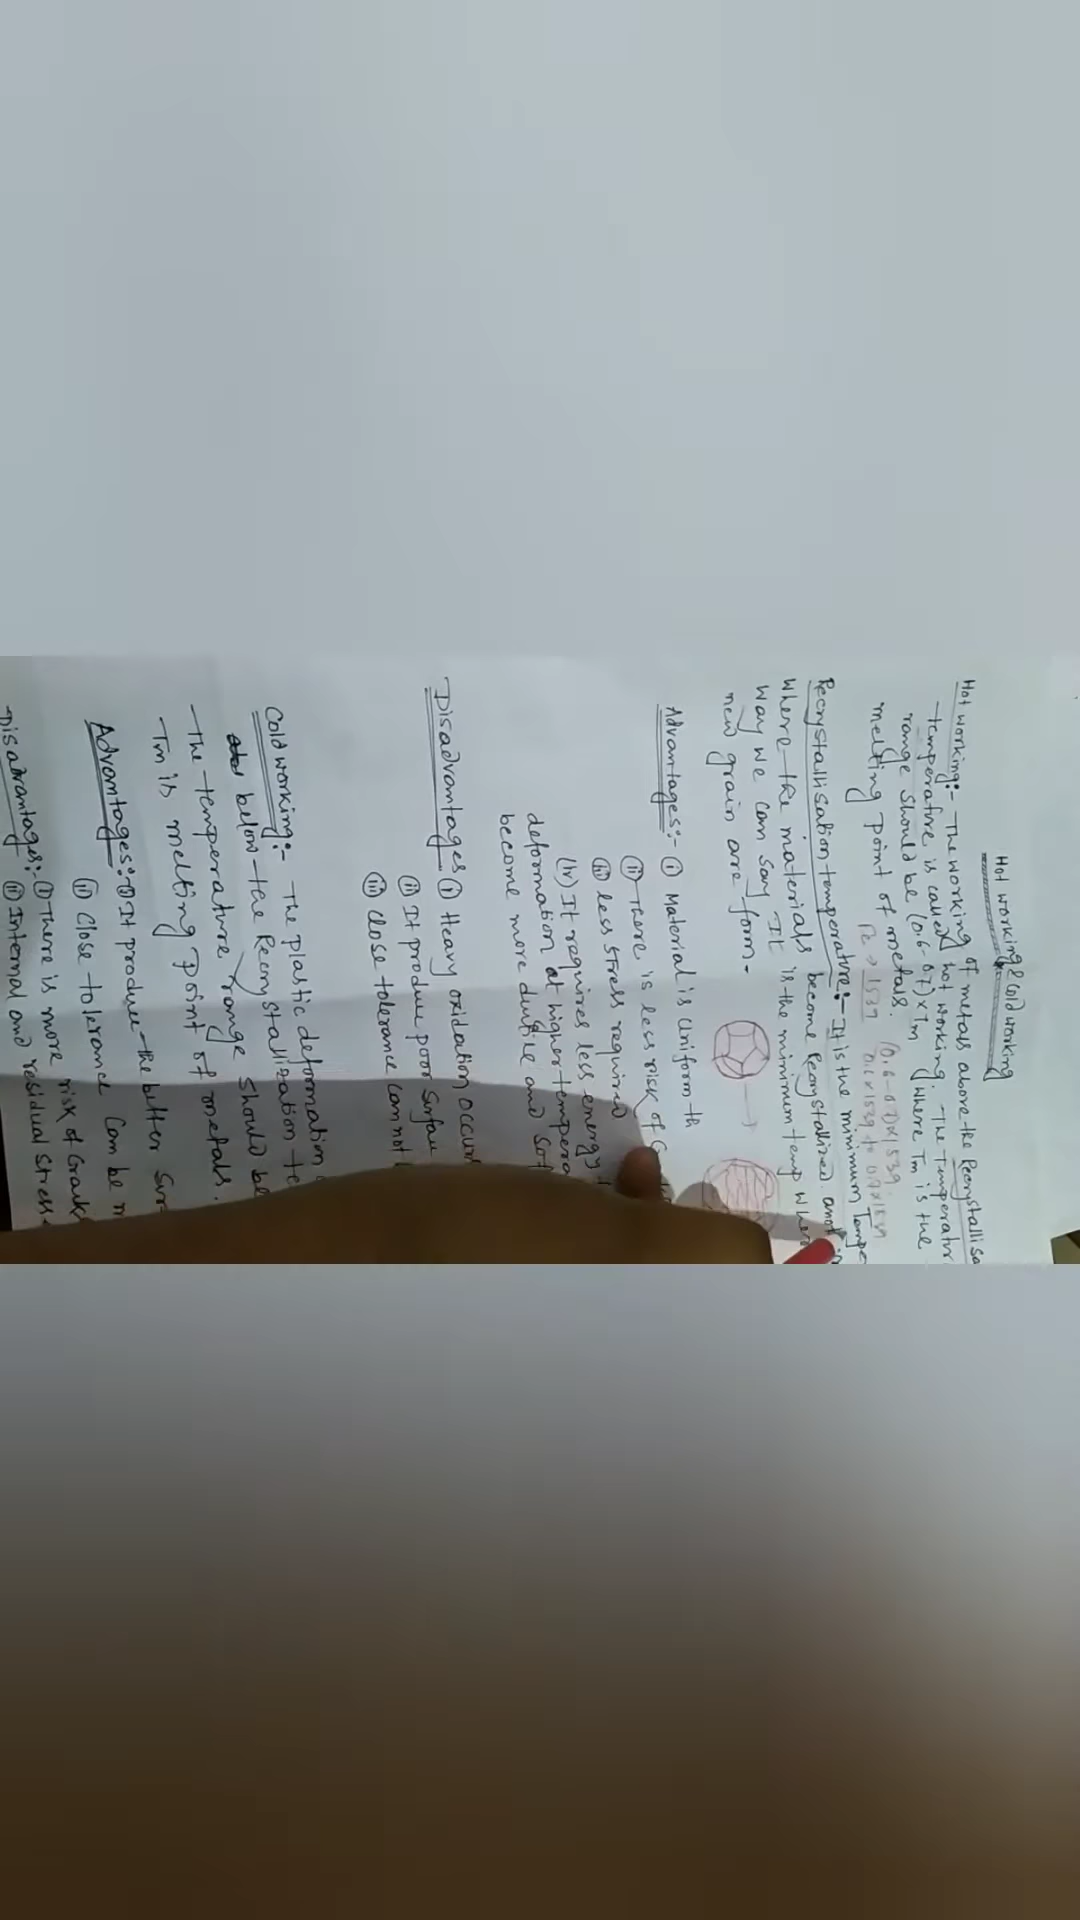 Hot working & Cold working
Hot working:- The working of metals above the Recrystallisa
temperature is called hot working. The Temperatur
range should be (0.6-0.7)×Tm where Tm is the
melting point of metals. Fe → 1539 (0.6-0.7)×1539
0.6×1539 to 0.7×1539
Recrystallisation temperature:- It is the minimum Tempe
where the materials become Recrystallized.
way we can say It is the minimum temp wher
new grain are form.
Advantages:- (i) Material is Uniform th
(ii) There is less risk of
(iii) less stress required
(iv) It requires less energy
deformation at higher tempera
become more ductile and Sof
Disadvantages (i) Heavy oxidation occur
(ii) It produce poor Surfac
(iii) Close tolerance can not
Cold working:- The plastic deformation
below the Recrystallization te
-The temperature range should be
-Tm is melting point of metals.
Advantages:- (i) It produce the better Sur
(ii) Close tolerance Can be m
Disadvantages:- (i) There is more risk of Crack
(ii) Internal and residual Stress